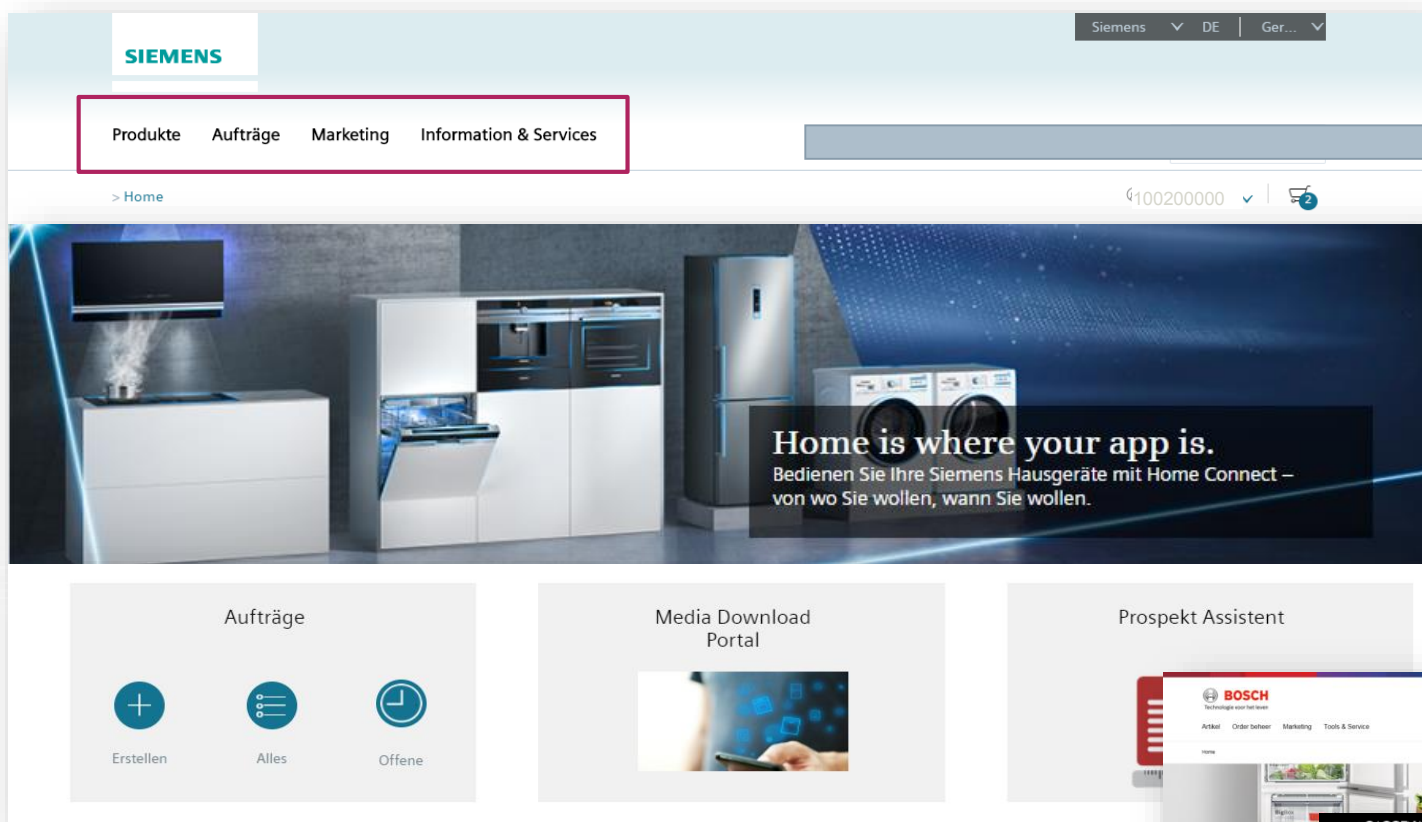 Siemens DE Ger...
SIEMENS
Produkte Aufträge Marketing Information & Services
> Home
100200000
2
Home is where your app is.
Bedienen Sie Ihre Siemens Hausgeräte mit Home Connect –
von wo Sie wollen, wann Sie wollen.
Aufträge
Erstellen Alles Offene
Media Download
Portal
Prospekt Assistent
BOSCH
Technologie voor het leven
Artikel Order beheer Marketing Tools & Service
Home